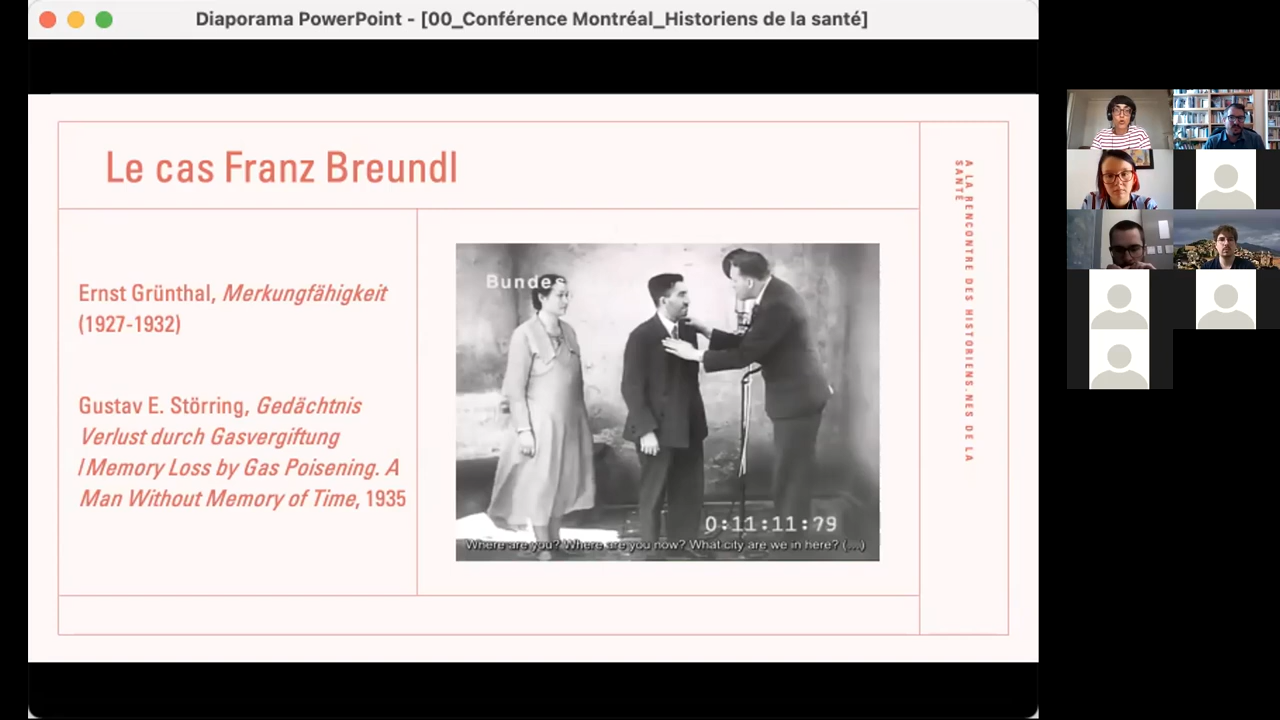 Diaporama PowerPoint - [00_Conférence Montréal_Historiens de la santé]
Le cas Franz Breundl
Ernst Grünthal, Merkungfähigkeit
(1927-1932)
Gustav E. Störring, Gedächtnis
Verlust durch Gasvergiftung
/ Memory Loss by Gas Poisening. A
Man Without Memory of Time, 1935
Bundes
0:11:11:79
Where are you? Where are you now? What city are we in here? (...)
A LA RENCONTRE DES HISTORIENS.NES DE LA
SANTÉ